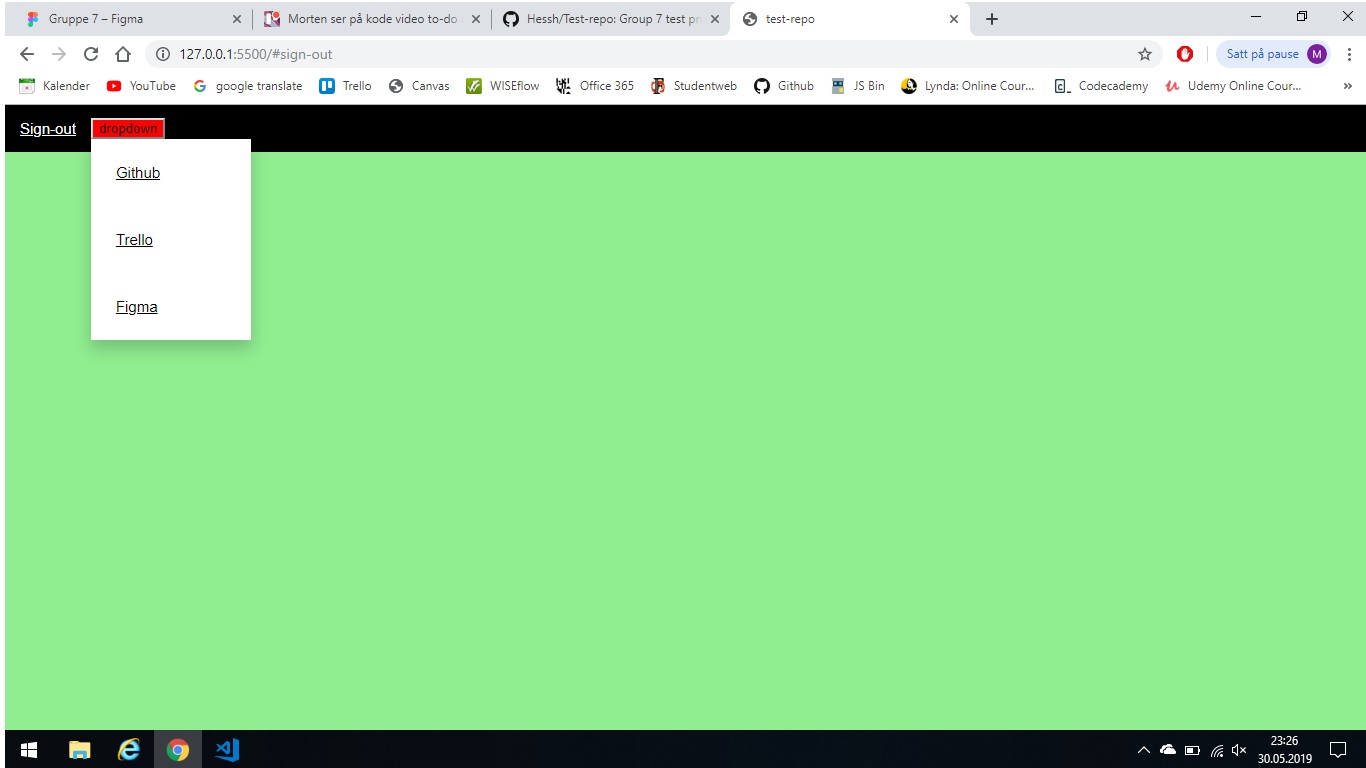 Gruppe 7 – Figma Morten ser på kode video to-do Hessh/Test-repo: Group 7 test pr test-repo
127.0.0.1:5500/#sign-out Satt på pause M
Kalender YouTube google translate Trello Canvas WISEflow Office 365 Studentweb Github JS Bin Lynda: Online Cour... Codecademy Udemy Online Cour... »
Sign-out dropdown
Github
Trello
Figma
23:26
30.05.2019